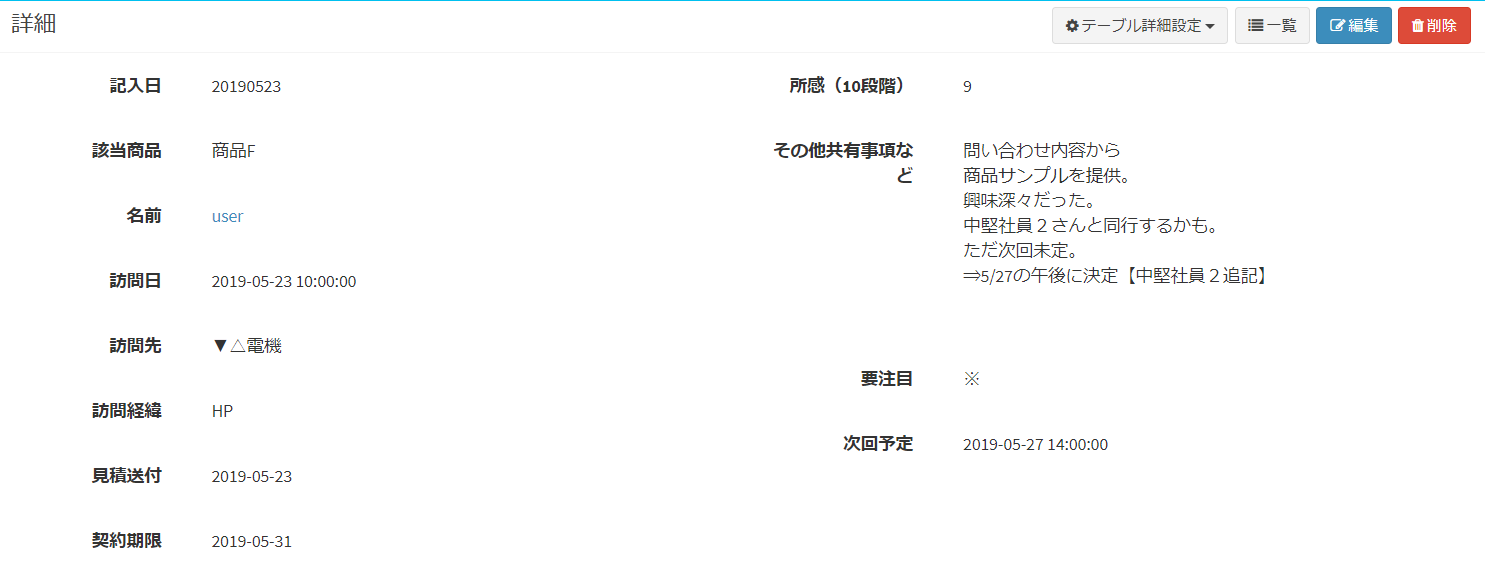 詳細
テーブル詳細設定
一覧
編集
削除
記入日 20190523
該当商品 商品F
名前 user
訪問日 2019-05-23 10:00:00
訪問先 ▼△電機
訪問経緯 HP
見積送付 2019-05-23
契約期限 2019-05-31
所感（10段階） 9
その他共有事項な
ど
問い合わせ内容から
商品サンプルを提供。
興味深々だった。
中堅社員２さんと同行するかも。
ただ次回未定。
⇒5/27の午後に決定【中堅社員２追記】
要注目 ※
次回予定 2019-05-27 14:00:00